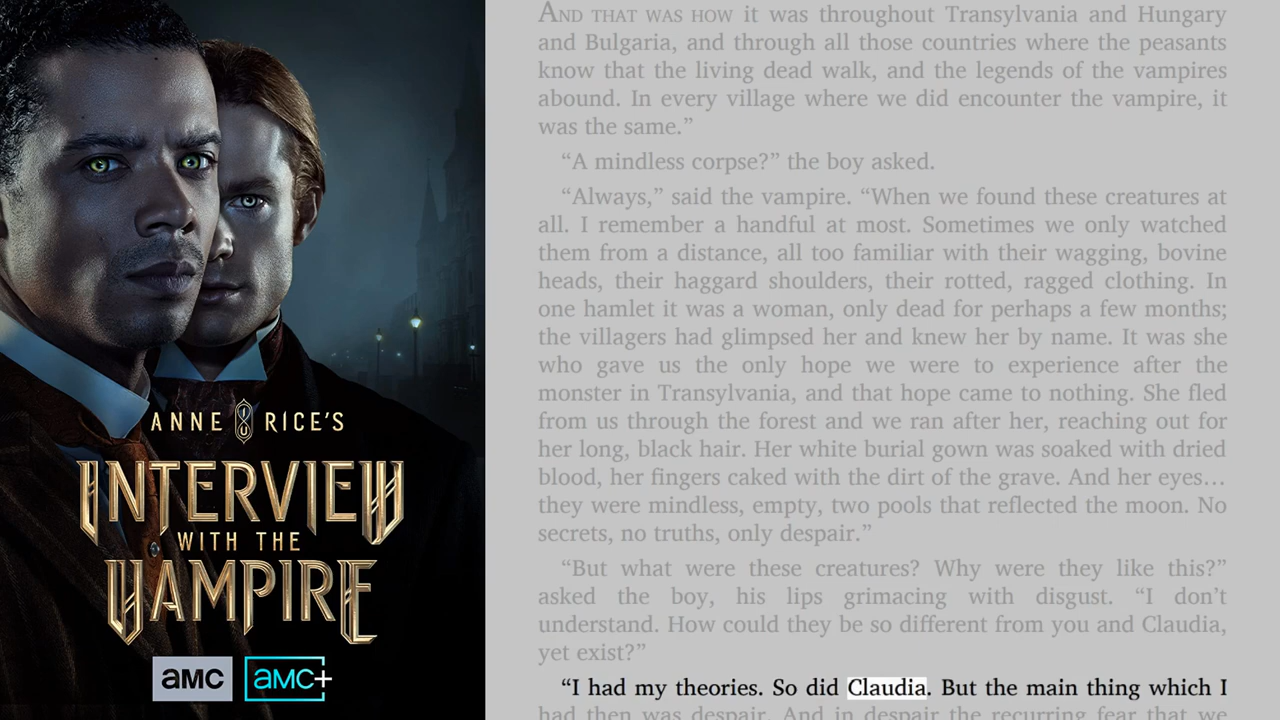 ANNE RICE'S
INTERVIEW
WITH THE
VAMPIRE
aMC
aMC+
AND THAT WAS HOW it was throughout Transylvania and Hungary
and Bulgaria, and through all those countries where the peasants
know that the living dead walk, and the legends of the vampires
abound. In every village where we did encounter the vampire, it
was the same.”
“A mindless corpse?” the boy asked.
“Always,” said the vampire. “When we found these creatures at
all. I remember a handful at most. Sometimes we only watched
them from a distance, all too familiar with their wagging, bovine
heads, their haggard shoulders, their rotted, ragged clothing. In
one hamlet it was a woman, only dead for perhaps a few months;
the villagers had glimpsed her and knew her by name. It was she
who gave us the only hope we were to experience after the
monster in Transylvania, and that hope came to nothing. She fled
from us through the forest and we ran after her, reaching out for
her long, black hair. Her white burial gown was soaked with dried
blood, her fingers caked with the dirt of the grave. And her eyes…
they were mindless, empty, two pools that reflected the moon. No
secrets, no truths, only despair.”
“But what were these creatures? Why were they like this?”
asked the boy, his lips grimacing with disgust. “I don’t
understand. How could they be so different from you and Claudia,
yet exist?”
“I had my theories. So did Claudia. But the main thing which I
had then was despair. And in despair the recurring fear that we